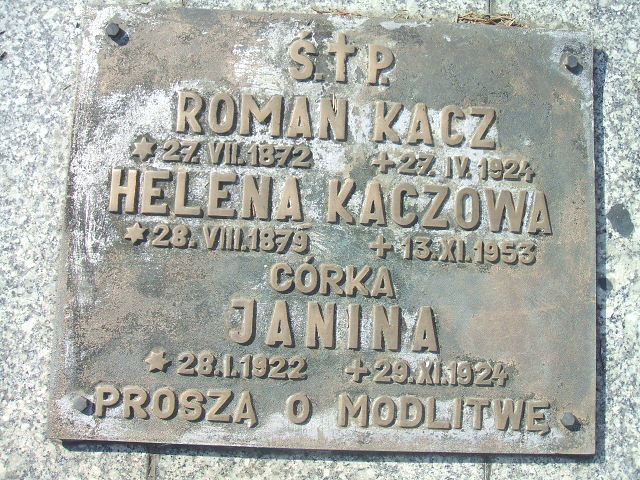 Ś.✝P.
ROMAN KACZ
★27.VII.1872 +27.IV.1924
HELENA KACZOWA
★28.VIII.1879 +13.XI.1953
CÓRKA
JANINA
★28.I.1922 +29.XI.1924
PROSZĄ O MODLITWĘ